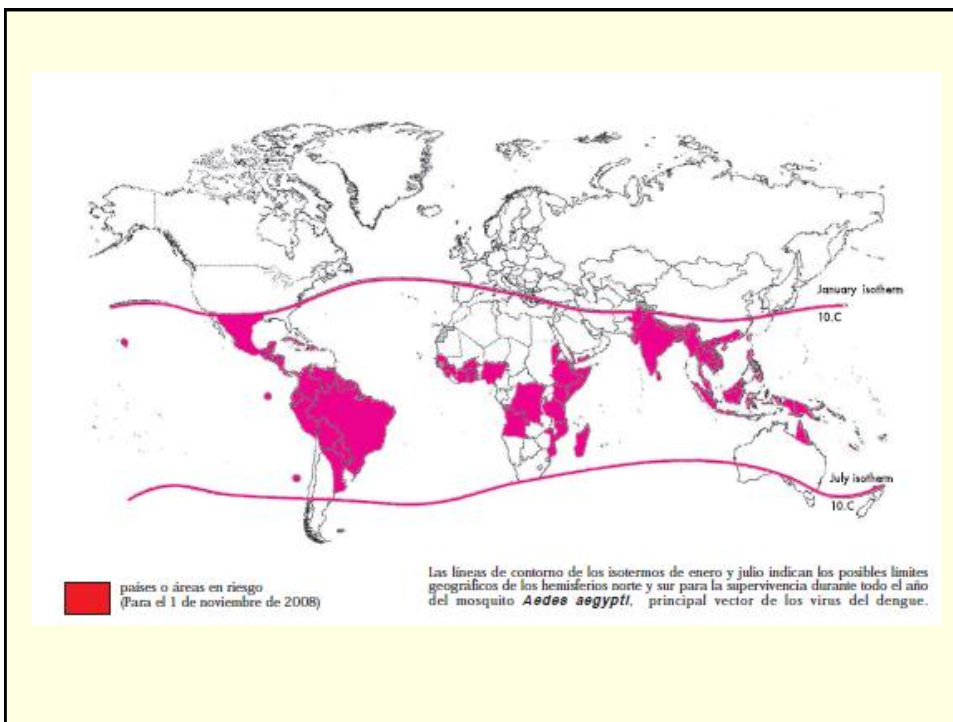 January isotherm
10.C
July isotherm
10.C
países o áreas en riesgo
(Para el 1 de noviembre de 2008)
Las líneas de contorno de los isotermos de enero y julio indican los posibles límites
geográficos de los hemisferios norte y sur para la supervivencia durante todo el año
del mosquito Aedes aegypti, principal vector de los virus del dengue.